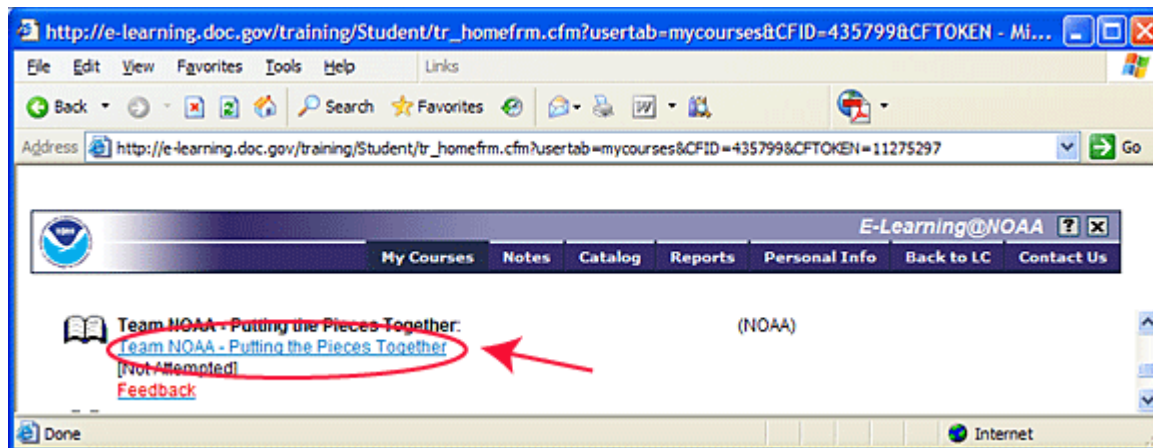 http://e-learning.doc.gov/training/Student/tr_homefrm.cfm?usertab=mycourses&CFID=435799&CFTOKEN - Mi...
File Edit View Favorites Tools Help Links
Back Search Favorites
Address http://e-learning.doc.gov/training/Student/tr_homefrm.cfm?usertab=mycourses&CFID=435799&CFTOKEN=11275297 Go
E-Learning@NOAA ? X
My Courses Notes Catalog Reports Personal Info Back to LC Contact Us
Team NOAA - Putting the Pieces Together: (NOAA)
Team NOAA - Putting the Pieces Together
[Not Attempted]
Feedback
Done Internet